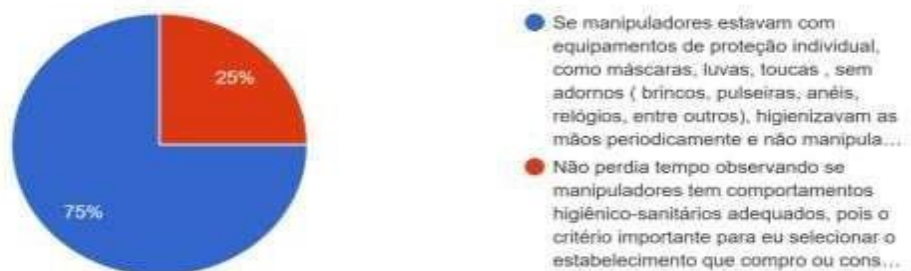 25%
75%
Se manipuladores estavam com
equipamentos de proteção individual,
como máscaras, luvas, toucas , sem
adornos ( brincos, pulseiras, anéis,
relógios, entre outros), higienizavam as
mãos periodicamente e não manipula...
Não perdia tempo observando se
manipuladores tem comportamentos
higiênico-sanitários adequados, pois o
critério importante para eu selecionar o
estabelecimento que compro ou cons...